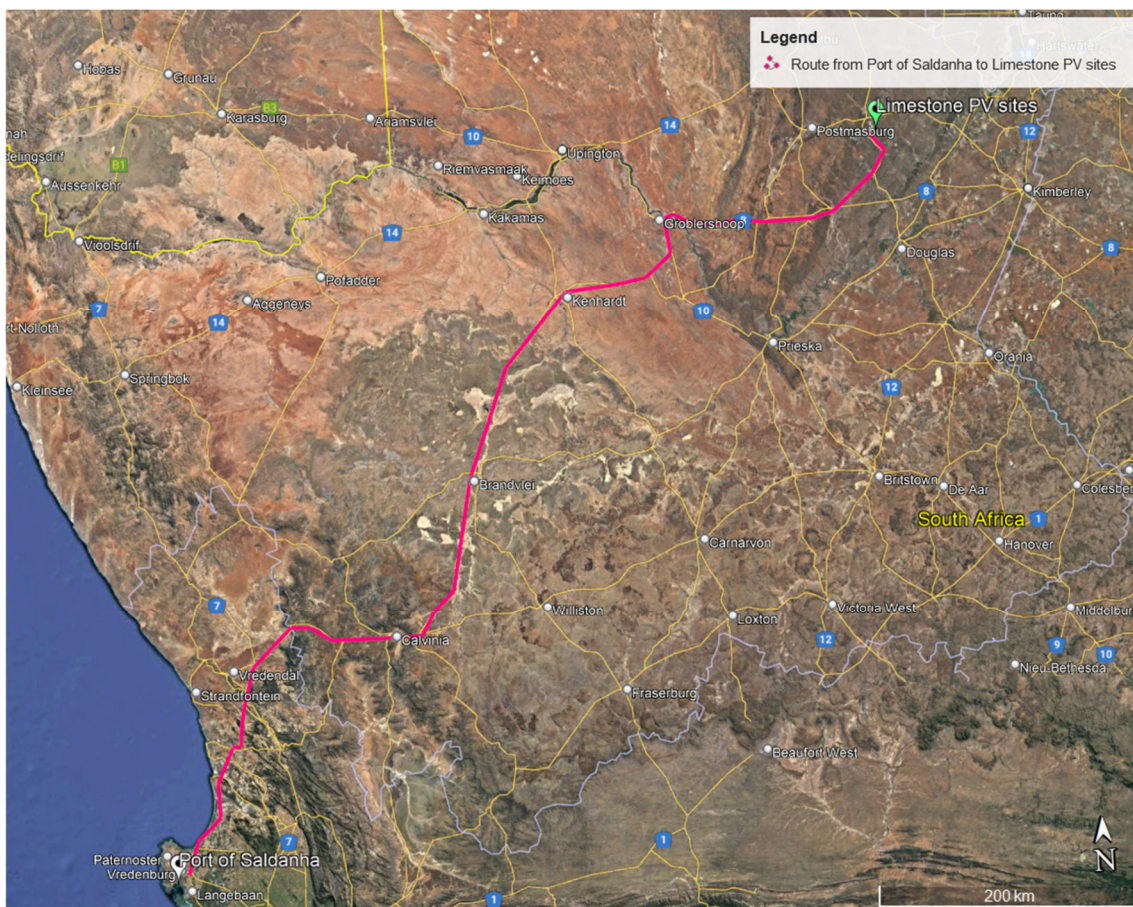 Legend
Route from Port of Saldanha to Limestone PV sites
Hobas
Grunau
B3
Karasburg
Ariamsvlei
10
14
Limestone PV sites
Postmasburg
12
B1
Upington
Riemvasmaak
Keimoes
Aussenkehr
Kakamas
8
Kimberley
Groblershoop
8
Vioolsdrif
14
Douglas
8
Pofadder
7
Aggeneys
Kenhardt
10
14
Prieska
Orania
Springbok
Kleinsee
12
Brandvlei
Britstown
De Aar
South Africa
1
Carnarvon
Hanover
7
Williston
Loxton
Victoria West
12
Calvinia
9
10
Nieu-Bethesda
Vredendal
Strandfontein
Fraserburg
Beaufort West
7
1
Paternoster
Port of Saldanha
Vredenburg
Langebaan
1
N
200 km